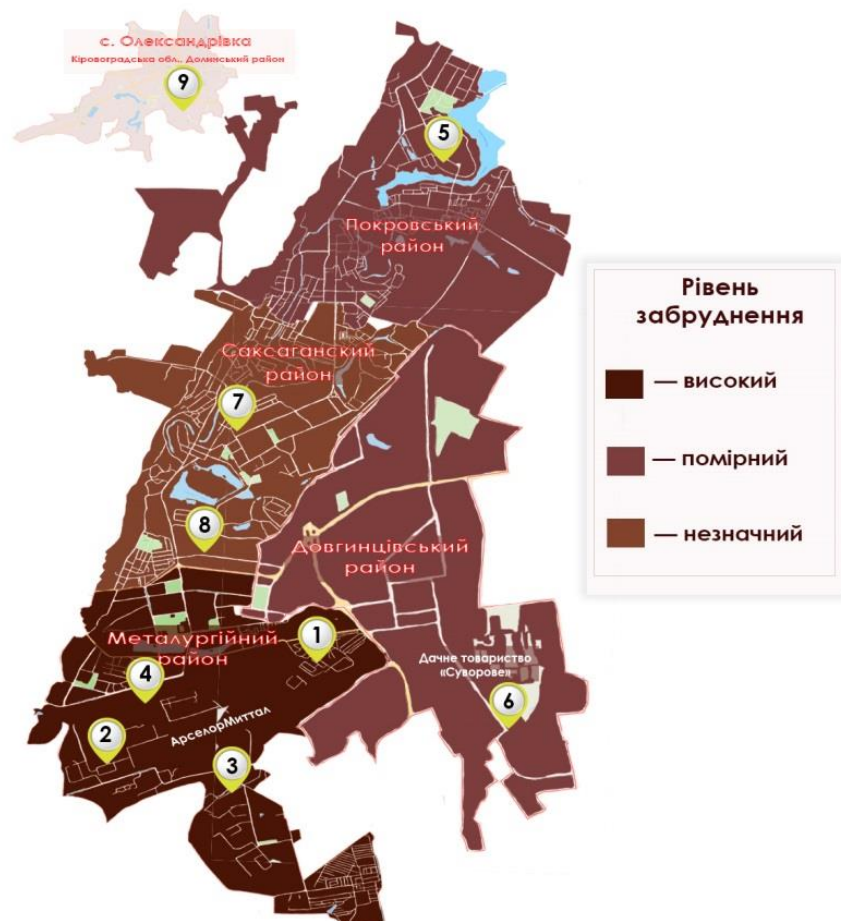 с. Олександрівка
Кіровоградська обл., Долинський район
9
5
Покровський
район
Саксаганский
район
7
8
Довгинцівський
район
Металургійний
район
1
4
Дачне товариство
«Суворове»
6
АрселорМиттал
2
3
Рівень
забруднення
— високий
— помірний
— незначний